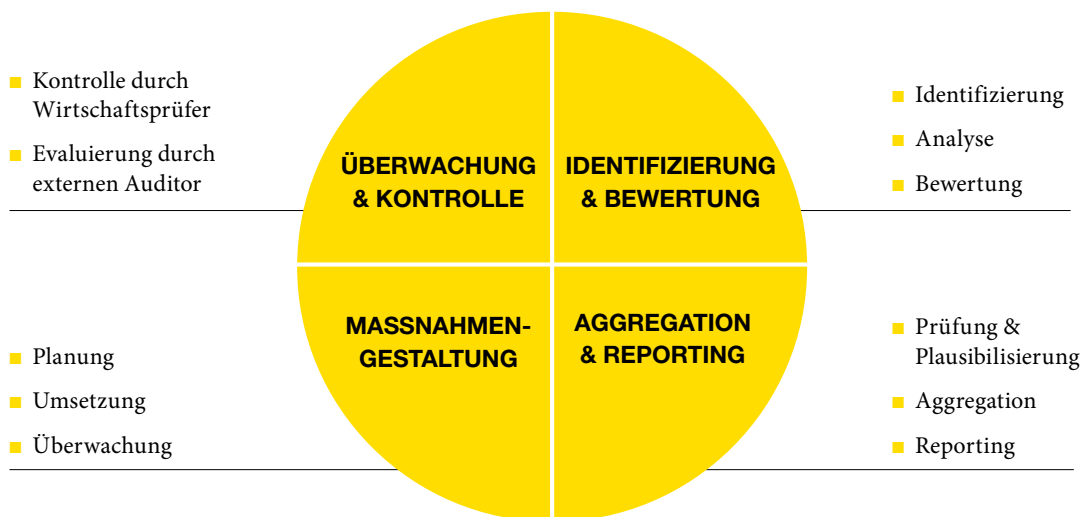 Kontrolle durch
Wirtschaftsprüfer
Evaluierung durch
externen Auditor
ÜBERWACHUNG
& KONTROLLE
IDENTIFIZIERUNG
& BEWERTUNG
Identifizierung
Analyse
Bewertung
Planung
Umsetzung
Überwachung
MASSNAHMEN-
GESTALTUNG
AGGREGATION
& REPORTING
Prüfung &
Plausibilisierung
Aggregation
Reporting